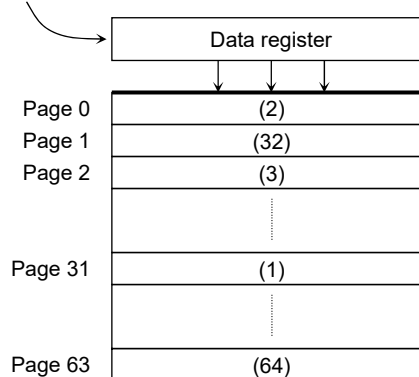 Data register
Page 0 (2)
Page 1 (32)
Page 2 (3)
Page 31 (1)
Page 63 (64)